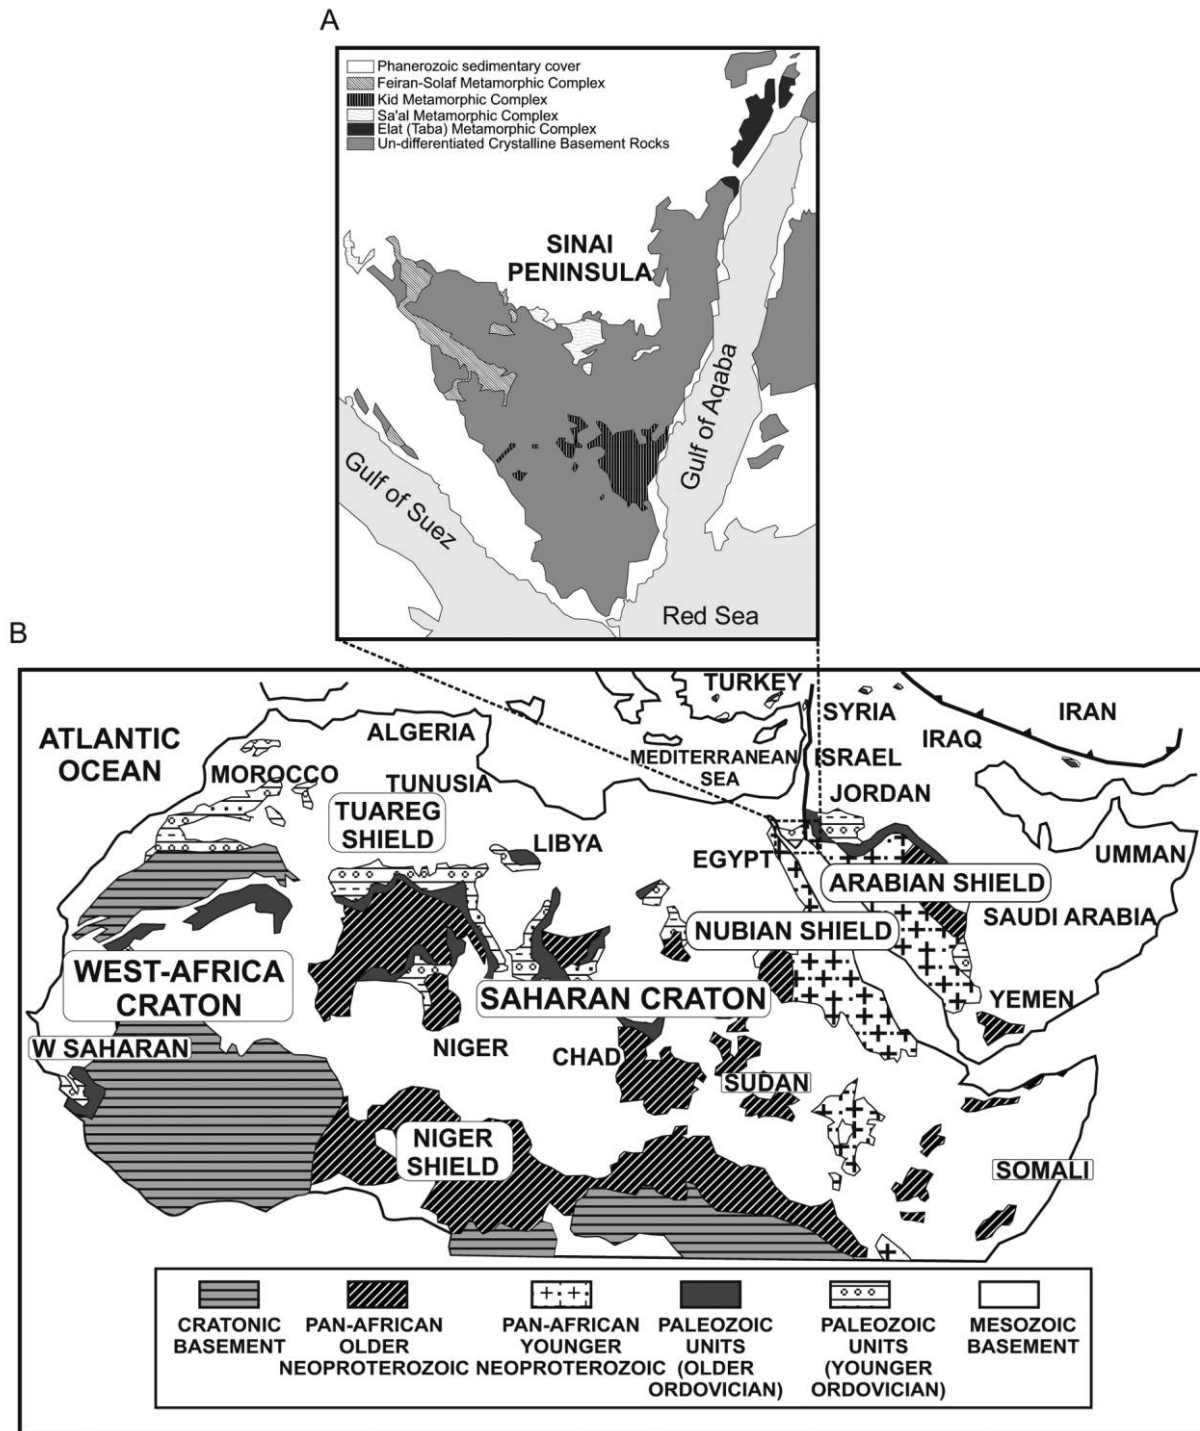 A
Phanerozoic sedimentary cover
Feiran-Solaf Metamorphic Complex
Kid Metamorphic Complex
Sa'al Metamorphic Complex
Elat (Taba) Metamorphic Complex
Un-differentiated Crystalline Basement Rocks
SINAI
PENINSULA
Gulf of Aqaba
Gulf of Suez
Red Sea
B
TURKEY
SYRIA
IRAN
IRAQ
ATLANTIC
OCEAN
ALGERIA
MEDITERRANEAN
SEA
ISRAEL
MOROCCO
TUNUSIA
JORDAN
TUAREG
SHIELD
LIBYA
EGYPT
UMMAN
ARABIAN SHIELD
SAUDI ARABIA
NUBIAN SHIELD
WEST-AFRICA
CRATON
SAHARAN CRATON
YEMEN
W SAHARAN
NIGER
CHAD
SUDAN
NIGER
SHIELD
SOMALI
CRATONIC
BASEMENT
PAN-AFRICAN
OLDER
NEOPROTEROZOIC
PAN-AFRICAN
YOUNGER
NEOPROTEROZOIC
PALEOZOIC
UNITS
(OLDER
ORDOVICIAN)
PALEOZOIC
UNITS
(YOUNGER
ORDOVICIAN)
MESOZOIC
BASEMENT